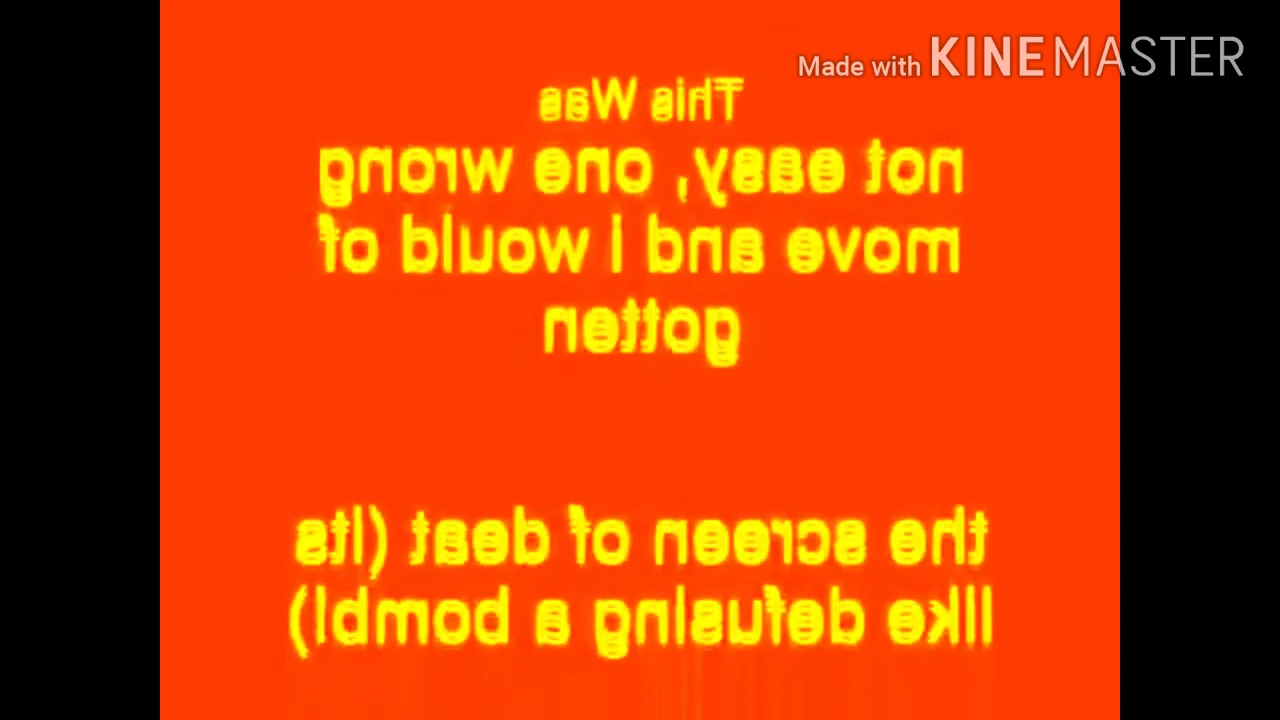 Made with KINEMASTER
This Was
not easy, one wrong
move and I would of
gotten
the screen of deat (Its
like defusing a bomb!)